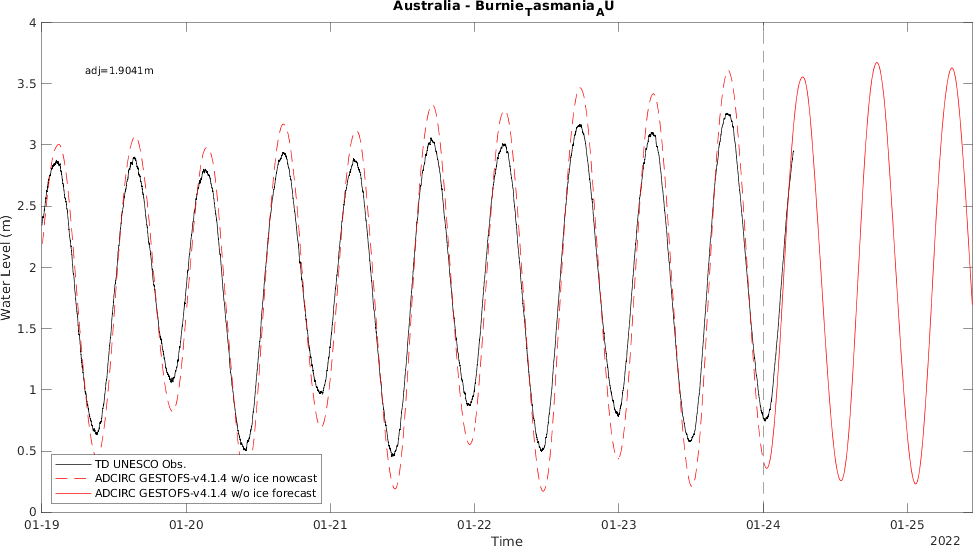 Australia - BurnieTasmaniaAU
4
adj=1.9041m
3.5
3
2.5
Water Level (m)
2
1.5
1
0.5
TD UNESCO Obs.
ADCIRC GESTOFS-v4.1.4 w/o ice nowcast
ADCIRC GESTOFS-v4.1.4 w/o ice forecast
0
01-19 01-20 01-21 01-22 01-23 01-24 01-25
Time
2022